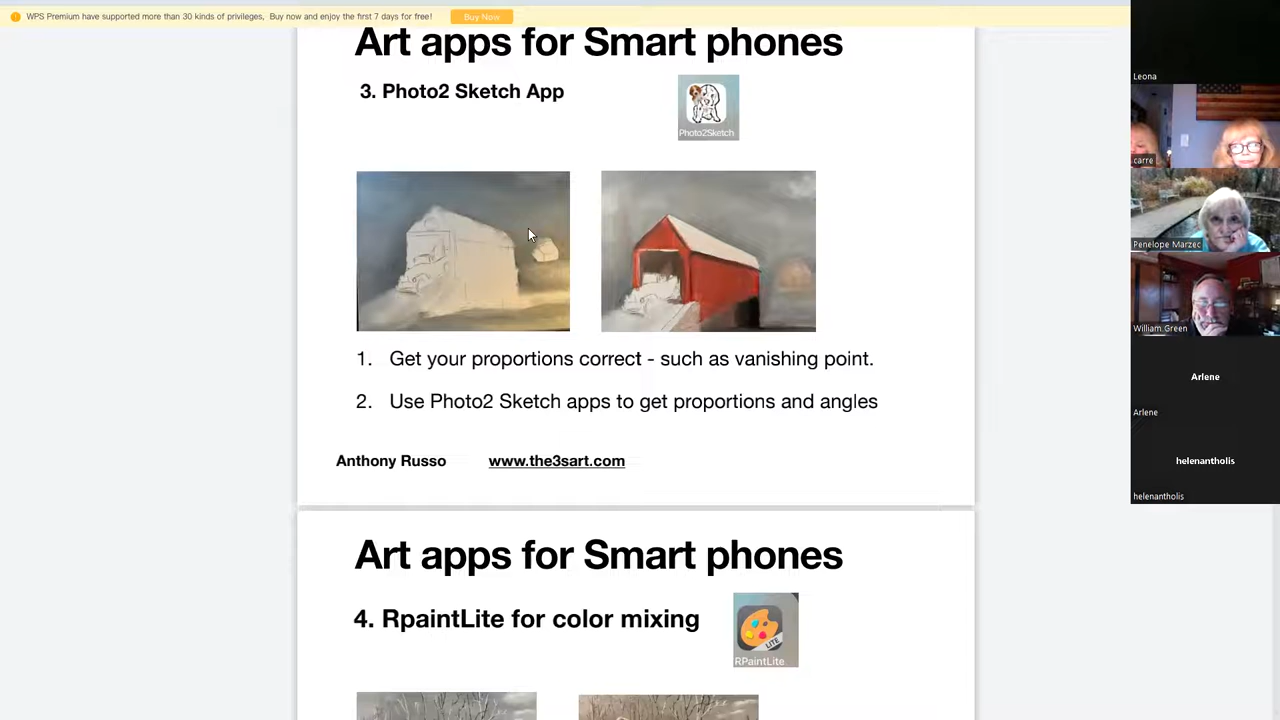 WPS Premium have supported more than 30 kinds of privileges, Buy now and enjoy the first 7 days for free!
Buy Now
Art apps for Smart phones
3. Photo2 Sketch App
Photo2Sketch
1. Get your proportions correct - such as vanishing point.
2. Use Photo2 Sketch apps to get proportions and angles
Anthony Russo www.the3sart.com
Art apps for Smart phones
4. RpaintLite for color mixing
LITE
RPaintLite
Leona
carre
Penelope Marzec
William Green
Arlene
Arlene
helenantholis
helenantholis